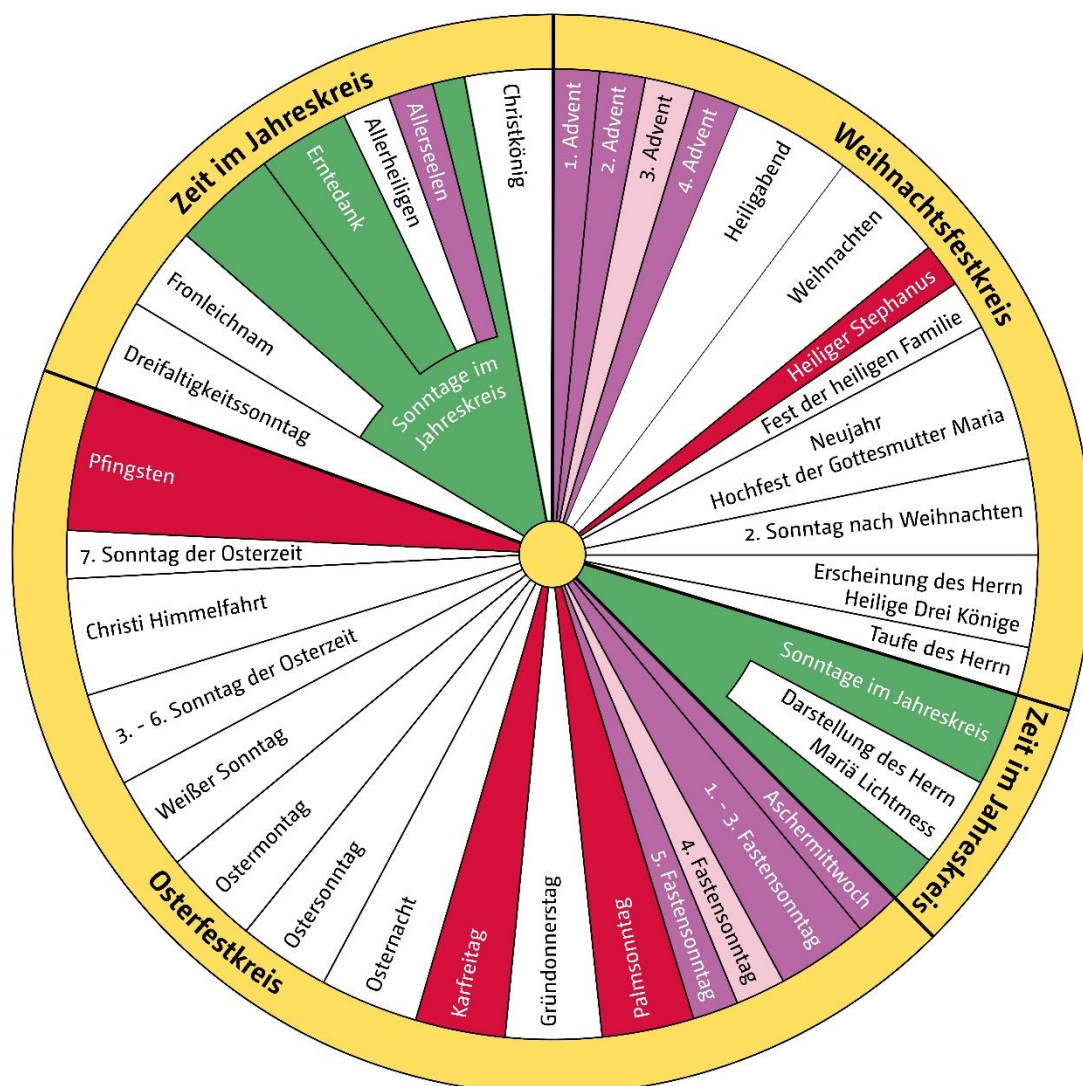 Weihnachtsfestkreis
1. Advent
2. Advent
3. Advent
4. Advent
Heiligabend
Weihnachten
Heiliger Stephanus
Fest der heiligen Familie
Neujahr
Hochfest der Gottesmutter Maria
2. Sonntag nach Weihnachten
Erscheinung des Herrn
Heilige Drei Könige
Taufe des Herrn
Zeit im Jahreskreis
Sonntage im Jahreskreis
Darstellung des Herrn
Mariä Lichtmess
Osterfestkreis
Aschermittwoch
1. - 3. Fastensonntag
4. Fastensonntag
5. Fastensonntag
Palmsonntag
Gründonnerstag
Karfreitag
Osternacht
Ostersonntag
Ostermontag
Weißer Sonntag
3. - 6. Sonntag der Osterzeit
Christi Himmelfahrt
7. Sonntag der Osterzeit
Pfingsten
Zeit im Jahreskreis
Dreifaltigkeitssonntag
Fronleichnam
Sonntage im
Jahreskreis
Erntedank
Allerheiligen
Allerseelen
Christkönig